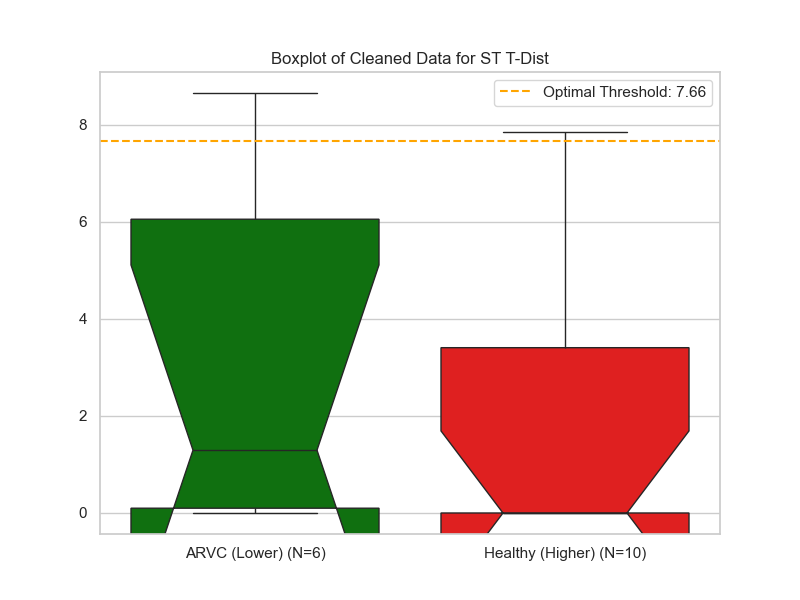 Boxplot of Cleaned Data for ST T-Dist
Optimal Threshold: 7.66
8
6
4
2
0
ARVC (Lower) (N=6)
Healthy (Higher) (N=10)